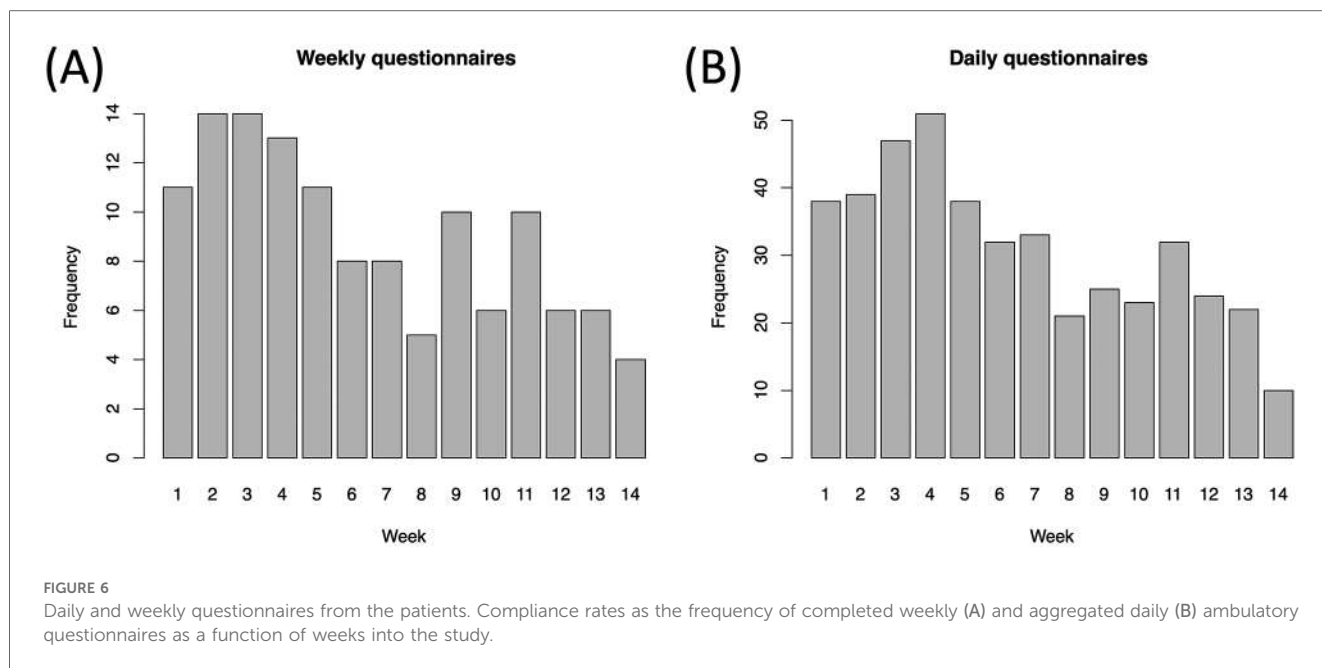 (A)
Weekly questionnaires
Frequency
14
12
10
8
6
4
2
0
1 2 3 4 5 6 7 8 9 10 11 12 13 14
Week
(B)
Daily questionnaires
Frequency
50
40
30
20
10
0
1 2 3 4 5 6 7 8 9 10 11 12 13 14
Week
FIGURE 6
Daily and weekly questionnaires from the patients. Compliance rates as the frequency of completed weekly (A) and aggregated daily (B) ambulatory
questionnaires as a function of weeks into the study.